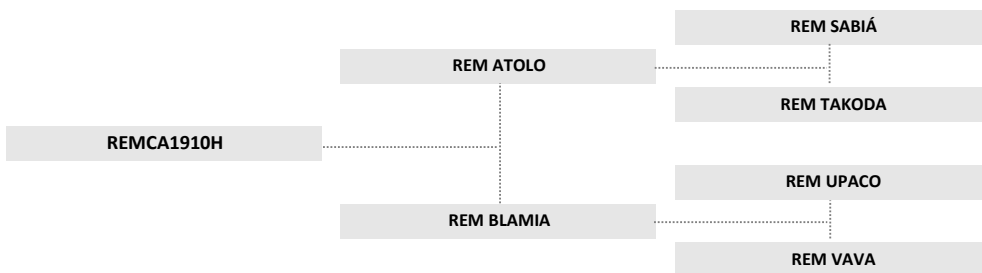 REM SABIÁ
REM ATOLO
REM TAKODA
REMCA1910H
REM UPACO
REM BLAMIA
REM VAVA